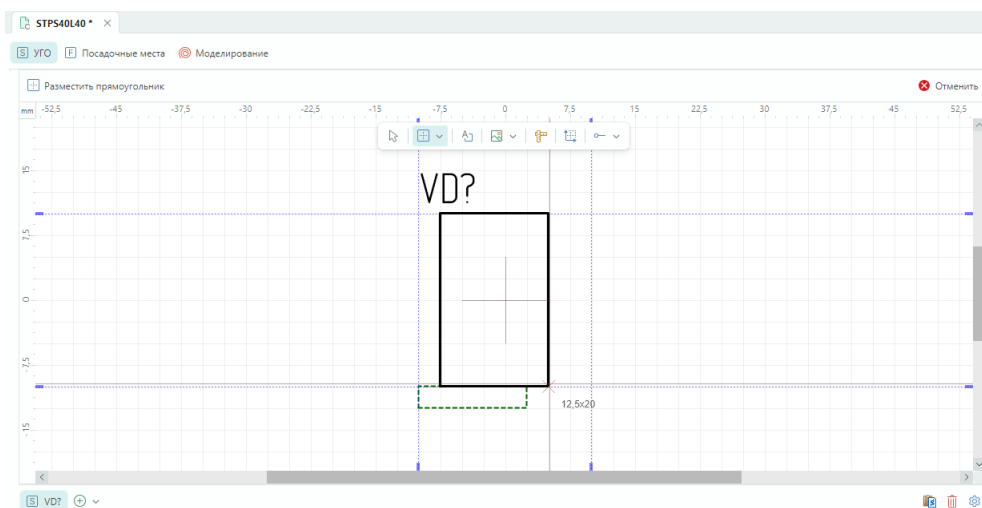 STPS40L40 *
S УГО F Посадочные места Моделирование
Разместить прямоугольник Отменить
mm -52,5 -45 -37,5 -30 -22,5 -15 -7,5 0 7,5 15 22,5 30 37,5 45 52,5
15
VD?
7,5
0
-7,5
12,5x20
-15
S VD?